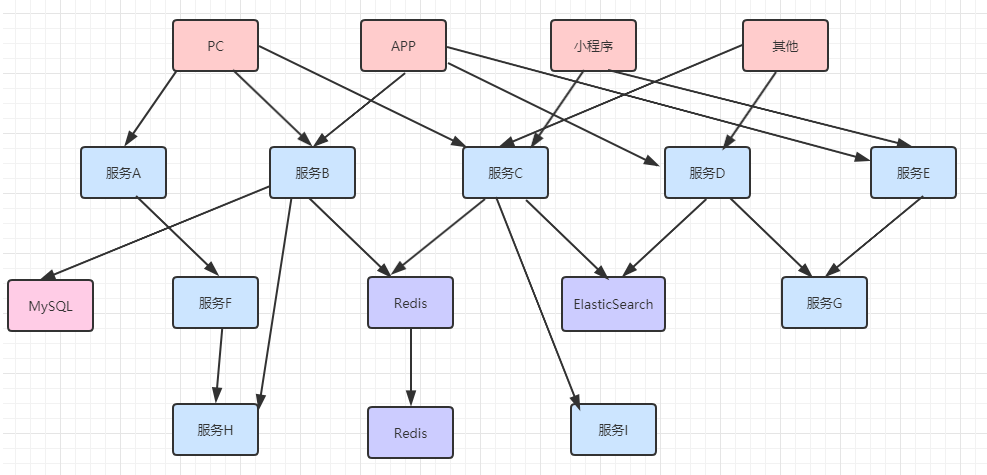 PC
APP
小程序
其他
服务A
服务B
服务C
服务D
服务E
MySQL
服务F
Redis
ElasticSearch
服务G
服务H
Redis
服务I